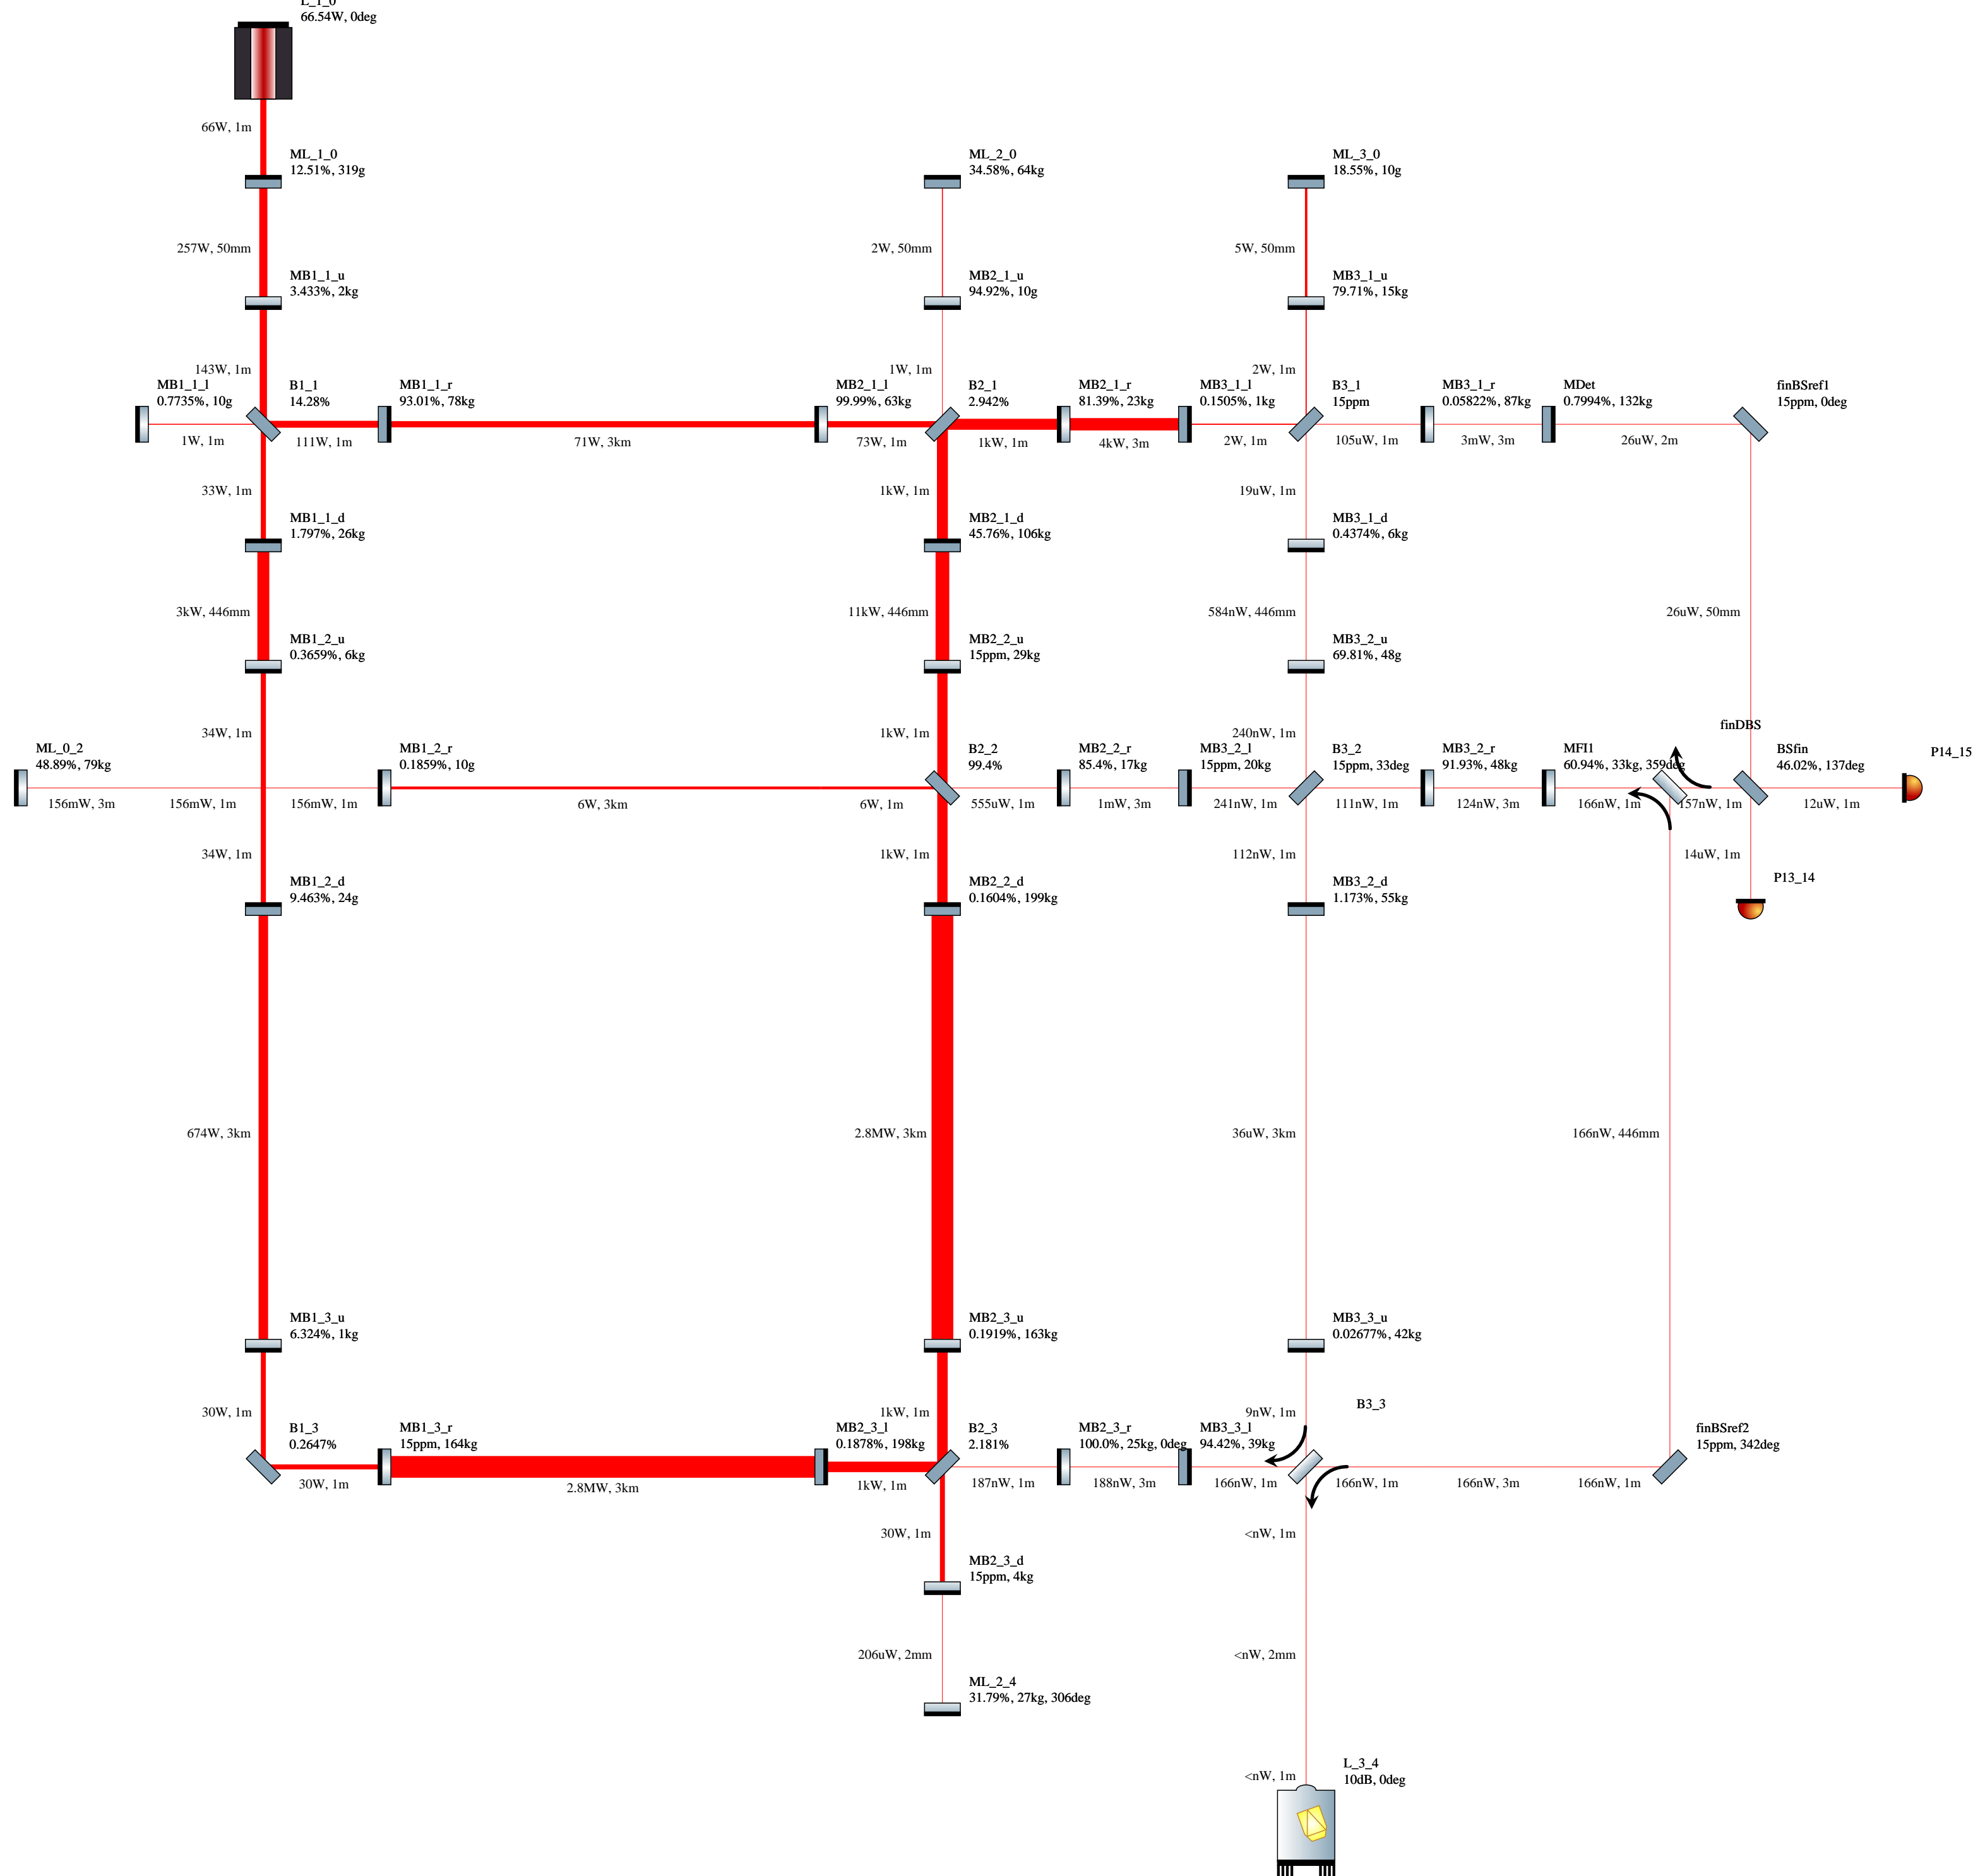 L_1_0
66.54W, 0deg
66W, 1m
ML_1_0
12.51%, 319g
ML_2_0
34.58%, 64kg
ML_3_0
18.55%, 10g
257W, 50mm
2W, 50mm
5W, 50mm
MB1_1_u
3.433%, 2kg
MB2_1_u
94.92%, 10g
MB3_1_u
79.71%, 15kg
143W, 1m
1W, 1m
2W, 1m
MB1_1_l
0.7735%, 10g
B1_1
14.28%
MB1_1_r
93.01%, 78kg
MB2_1_l
99.99%, 63kg
B2_1
2.942%
MB2_1_r
81.39%, 23kg
MB3_1_l
0.1505%, 1kg
B3_1
15ppm
MB3_1_r
0.05822%, 87kg
MDet
0.7994%, 132kg
finBSref1
15ppm, 0deg
1W, 1m
111W, 1m
71W, 3km
73W, 1m
1kW, 1m
4kW, 3m
2W, 1m
105uW, 1m
3mW, 3m
26uW, 2m
33W, 1m
1kW, 1m
19uW, 1m
MB1_1_d
1.797%, 26kg
MB2_1_d
45.76%, 106kg
MB3_1_d
0.4374%, 6kg
3kW, 446mm
11kW, 446mm
584nW, 446mm
26uW, 50mm
MB1_2_u
0.3659%, 6kg
MB2_2_u
15ppm, 29kg
MB3_2_u
69.81%, 48g
34W, 1m
1kW, 1m
240nW, 1m
finDBS
ML_0_2
48.89%, 79kg
MB1_2_r
0.1859%, 10g
B2_2
99.4%
MB2_2_r
85.4%, 17kg
MB3_2_l
15ppm, 20kg
B3_2
15ppm, 33deg
MB3_2_r
91.93%, 48kg
MFI1
60.94%, 33kg, 359deg
BSfin
46.02%, 137deg
P14_15
156mW, 3m
156mW, 1m
156mW, 1m
6W, 3km
6W, 1m
555uW, 1m
1mW, 3m
241nW, 1m
111nW, 1m
124nW, 3m
166nW, 1m
157nW, 1m
12uW, 1m
34W, 1m
1kW, 1m
112nW, 1m
14uW, 1m
MB1_2_d
9.463%, 24g
MB2_2_d
0.1604%, 199kg
MB3_2_d
1.173%, 55kg
P13_14
674W, 3km
2.8MW, 3km
36uW, 3km
166nW, 446mm
MB1_3_u
6.324%, 1kg
MB2_3_u
0.1919%, 163kg
MB3_3_u
0.02677%, 42kg
30W, 1m
1kW, 1m
9nW, 1m
B3_3
B1_3
0.2647%
MB1_3_r
15ppm, 164kg
MB2_3_l
0.1878%, 198kg
B2_3
2.181%
MB2_3_r
100.0%, 25kg, 0deg
MB3_3_l
94.42%, 39kg
finBSref2
15ppm, 342deg
30W, 1m
2.8MW, 3km
1kW, 1m
187nW, 1m
188nW, 3m
166nW, 1m
166nW, 1m
166nW, 3m
166nW, 1m
30W, 1m
<nW, 1m
MB2_3_d
15ppm, 4kg
206uW, 2mm
<nW, 2mm
ML_2_4
31.79%, 27kg, 306deg
<nW, 1m
L_3_4
10dB, 0deg